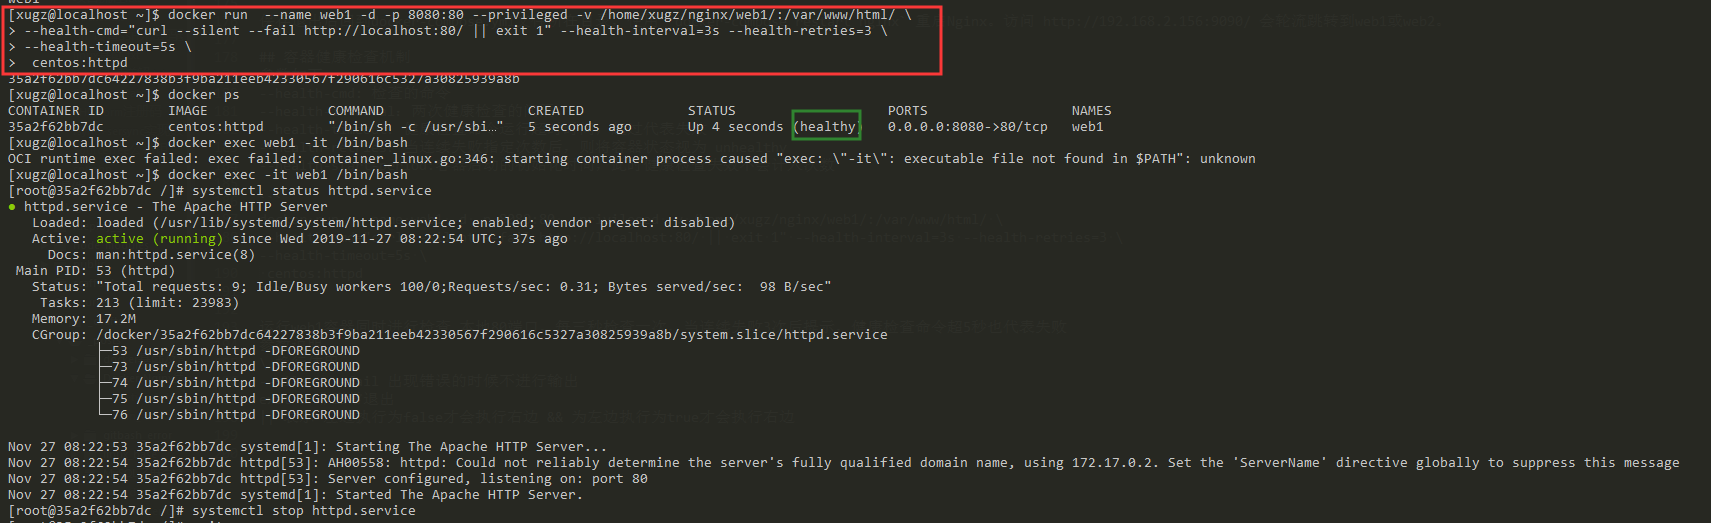 web1
[xugz@localhost ~]$ docker run  --name web1 -d -p 8080:80 --privileged -v /home/xugz/nginx/web1/:/var/www/html/ \
> --health-cmd="curl --silent --fail http://localhost:80/ || exit 1" --health-interval=3s --health-retries=3 \
> --health-timeout=5s \
>  centos:httpd
35a2f62bb7dc64227838b3f9ba211eeb42330567f290616c5327a30825939a8b
[xugz@localhost ~]$ docker ps
CONTAINER ID        IMAGE               COMMAND                  CREATED             STATUS                   PORTS                  NAMES
35a2f62bb7dc        centos:httpd        "/bin/sh -c /usr/sbi…"   5 seconds ago       Up 4 seconds (healthy)   0.0.0.0:8080->80/tcp   web1
[xugz@localhost ~]$ docker exec web1 -it /bin/bash
OCI runtime exec failed: exec failed: container_linux.go:346: starting container process caused "exec: \"-it\": executable file not found in $PATH": unknown
[xugz@localhost ~]$ docker exec -it web1 /bin/bash
[root@35a2f62bb7dc /]# systemctl status httpd.service
● httpd.service - The Apache HTTP Server
   Loaded: loaded (/usr/lib/systemd/system/httpd.service; enabled; vendor preset: disabled)
   Active: active (running) since Wed 2019-11-27 08:22:54 UTC; 37s ago
     Docs: man:httpd.service(8)
 Main PID: 53 (httpd)
   Status: "Total requests: 9; Idle/Busy workers 100/0;Requests/sec: 0.31; Bytes served/sec:  98 B/sec"
    Tasks: 213 (limit: 23983)
   Memory: 17.2M
   CGroup: /docker/35a2f62bb7dc64227838b3f9ba211eeb42330567f290616c5327a30825939a8b/system.slice/httpd.service
           ├─53 /usr/sbin/httpd -DFOREGROUND
           ├─73 /usr/sbin/httpd -DFOREGROUND
           ├─74 /usr/sbin/httpd -DFOREGROUND
           ├─75 /usr/sbin/httpd -DFOREGROUND
           └─76 /usr/sbin/httpd -DFOREGROUND
Nov 27 08:22:53 35a2f62bb7dc systemd[1]: Starting The Apache HTTP Server...
Nov 27 08:22:54 35a2f62bb7dc httpd[53]: AH00558: httpd: Could not reliably determine the server's fully qualified domain name, using 172.17.0.2. Set the 'ServerName' directive globally to suppress this message
Nov 27 08:22:54 35a2f62bb7dc httpd[53]: Server configured, listening on: port 80
Nov 27 08:22:54 35a2f62bb7dc systemd[1]: Started The Apache HTTP Server.
[root@35a2f62bb7dc /]# systemctl stop httpd.service